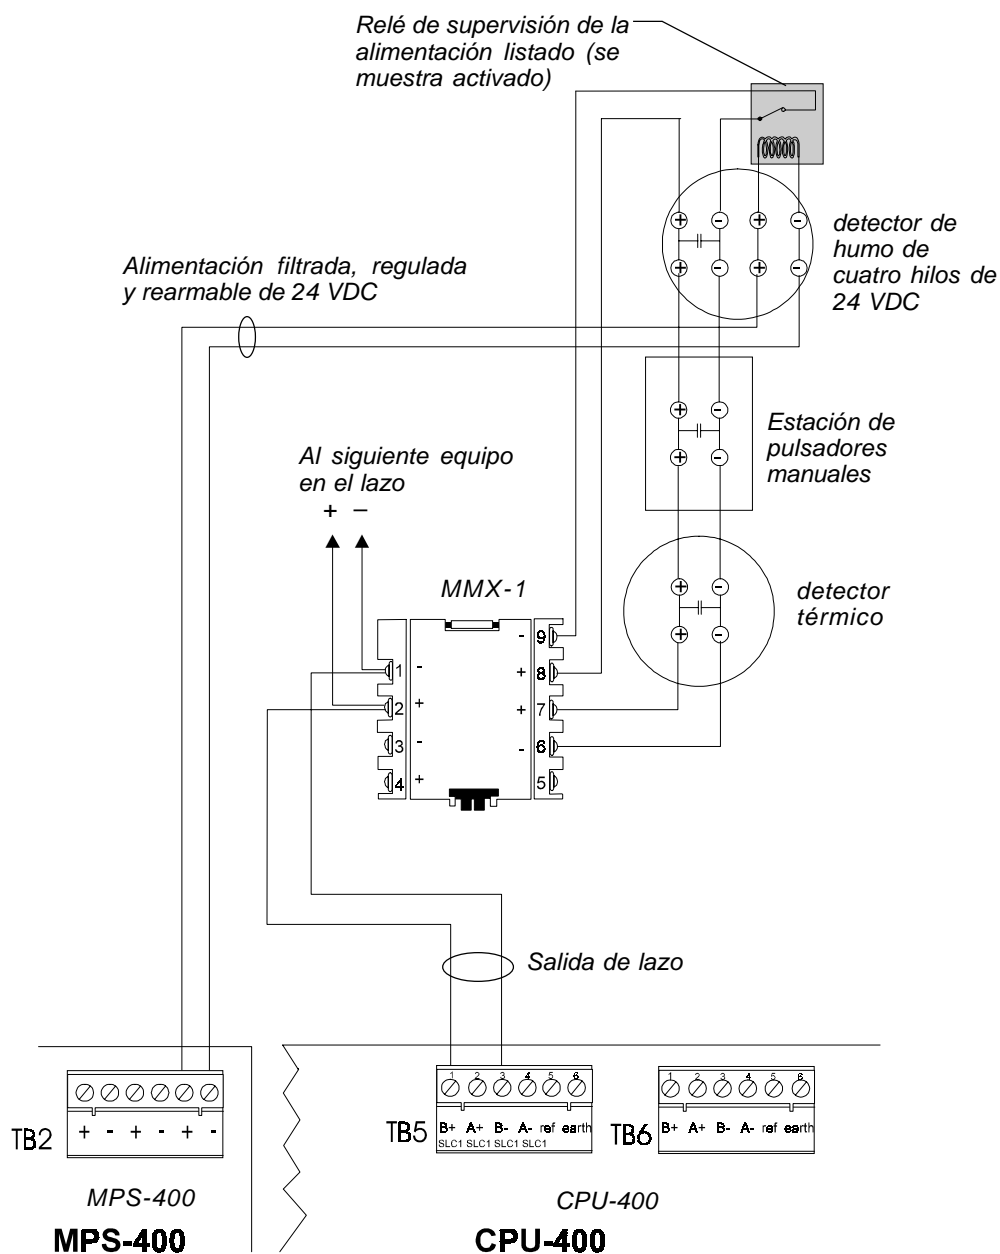 Relé de supervisión de la
alimentación listado (se
muestra activado)
detector de
humo de
cuatro hilos de
24 VDC
+ - + -
+ - + -
Alimentación filtrada, regulada
y rearmable de 24 VDC
Estación de
pulsadores
manuales
+ -
+ -
Al siguiente equipo
en el lazo
+ −
MMX-1
detector
térmico
+ -
+ -
- 9
1 - + 8
2 + + 7
3 - - 6
4 + 5
Salida de lazo
1 2 3 4 5 6
TB5 B+ A+ B- A- ref earth
SLC1 SLC1 SLC1 SLC1
1 2 3 4 5 6
TB6 B+ A+ B- A- ref earth
TB2 + - + - + -
MPS-400
CPU-400
MPS-400
CPU-400